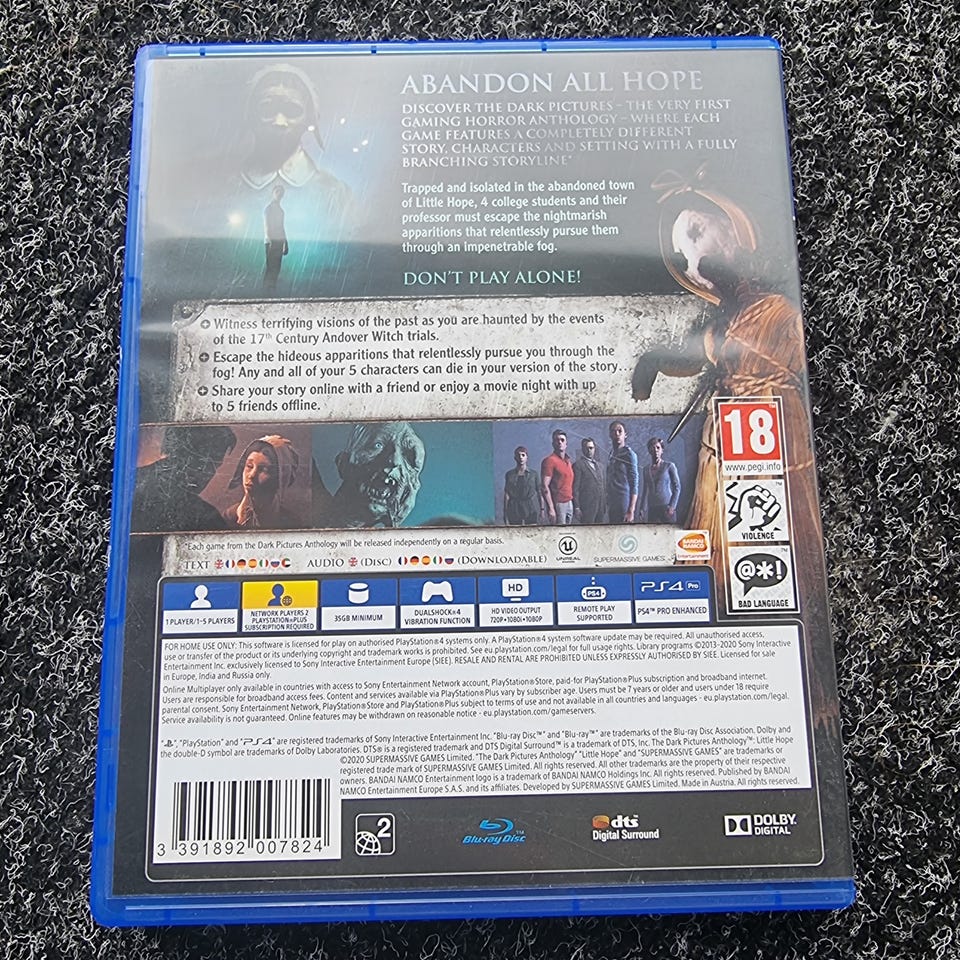 ABANDON ALL HOPE
DISCOVER THE DARK PICTURES - THE VERY FIRST
GAMING HORROR ANTHOLOGY - WHERE EACH
GAME FEATURES A COMPLETELY DIFFERENT
STORY, CHARACTERS AND SETTING WITH A FULLY
BRANCHING STORYLINE*
Trapped and isolated in the abandoned town
of Little Hope, 4 college students and their
professor must escape the nightmarish
apparitions that relentlessly pursue them
through an impenetrable fog.
DON'T PLAY ALONE!
Witness terrifying visions of the past as you are haunted by the events
of the 17th Century Andover Witch trials.
Escape the hideous apparitions that relentlessly pursue you through the
fog! Any and all of your 5 characters can die in your version of the story...
Share your story online with a friend or enjoy a movie night with up
to 5 friends offline.
18
www.pegi.info
VIOLENCE
@*!
BAD LANGUAGE
*Each game from the Dark Pictures Anthology will be released independently on a regular basis.
TEXT AUDIO (DISC) (DOWNLOADABLE)
UNREAL
SUPERMASSIVE GAMES
BANDAI
NAMCO
Entertainment
1 PLAYER/1-5 PLAYERS
NETWORK PLAYERS 2
PLAYSTATION®PLUS
SUBSCRIPTION REQUIRED
35GB MINIMUM
DUALSHOCK®4
VIBRATION FUNCTION
HD
HD VIDEO OUTPUT
720P•1080i•1080P
PS4
REMOTE PLAY
SUPPORTED
PS4 Pro
PS4™ PRO ENHANCED
FOR HOME USE ONLY: This software is licensed for play on authorised PlayStation®4 systems only. A PlayStation®4 system software update may be required. All unauthorised access,
use or transfer of the product or its underlying copyright and trademark works is prohibited. See eu.playstation.com/legal for full usage rights. Library programs ©2013-2020 Sony Interactive
Entertainment Inc. exclusively licensed to Sony Interactive Entertainment Europe (SIEE). RESALE AND RENTAL ARE PROHIBITED UNLESS EXPRESSLY AUTHORISED BY SIEE. Licensed for sale
in Europe, India and Russia only.
Online Multiplayer only available in countries with access to Sony Entertainment Network account, PlayStation®Store, paid-for PlayStation®Plus subscription and broadband internet.
Users are responsible for broadband access fees. Content and services available via PlayStation®Plus vary by subscriber age. Users must be 7 years or older and users under 18 require
parental consent. Sony Entertainment Network, PlayStation®Store and PlayStation®Plus subject to terms of use and not available in all countries and languages - eu.playstation.com/legal.
Service availability is not guaranteed. Online features may be withdrawn on reasonable notice - eu.playstation.com/gameservers.
"", "PlayStation" and "PS4" are registered trademarks of Sony Interactive Entertainment Inc. "Blu-ray Disc™" and "Blu-ray™" are trademarks of the Blu-ray Disc Association. Dolby and
the double-D symbol are trademarks of Dolby Laboratories. DTS® is a registered trademark and DTS Digital Surround™ is a trademark of DTS, Inc. The Dark Pictures Anthology™: Little Hope
©2020 SUPERMASSIVE GAMES Limited. "The Dark Pictures Anthology" "Little Hope" and "SUPERMASSIVE GAMES" are trademarks or
registered trade mark of SUPERMASSIVE GAMES Limited. All rights reserved. All other trademarks are the property of their respective
owners. BANDAI NAMCO Entertainment logo is a trademark of BANDAI NAMCO Holdings Inc. All rights reserved. Published by BANDAI
NAMCO Entertainment Europe S.A.S. and its affiliates. Developed by SUPERMASSIVE GAMES Limited. Made in Austria. All rights reserved.
3 391892 007824
2
Blu-ray Disc™
dts
Digital Surround
DOLBY
DIGITAL